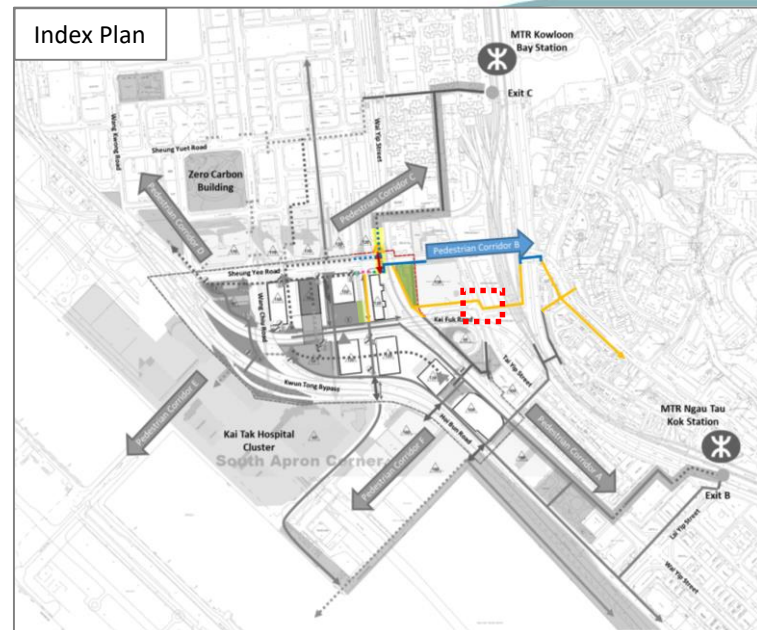 Index Plan
MTR Kowloon
Bay Station
Exit C
Wang Kwong Road
Wai Yip Street
Sheung Yuet Road
Zero Carbon
Building
Pedestrian Corridor C
Pedestrian Corridor D
Pedestrian Corridor B
Sheung Yee Road
Wang Chiu Road
Kai Fuk Road
Tai Yip Street
Kwun Tong Bypass
MTR Ngau Tau
Kok Station
Pedestrian Corridor E
Kai Tak Hospital
Cluster
Hoi Bun Road
Pedestrian Corridor A
South Apron Corner
Pedestrian Corridor F
Exit B
Lai Yip Street
Wai Yip Street